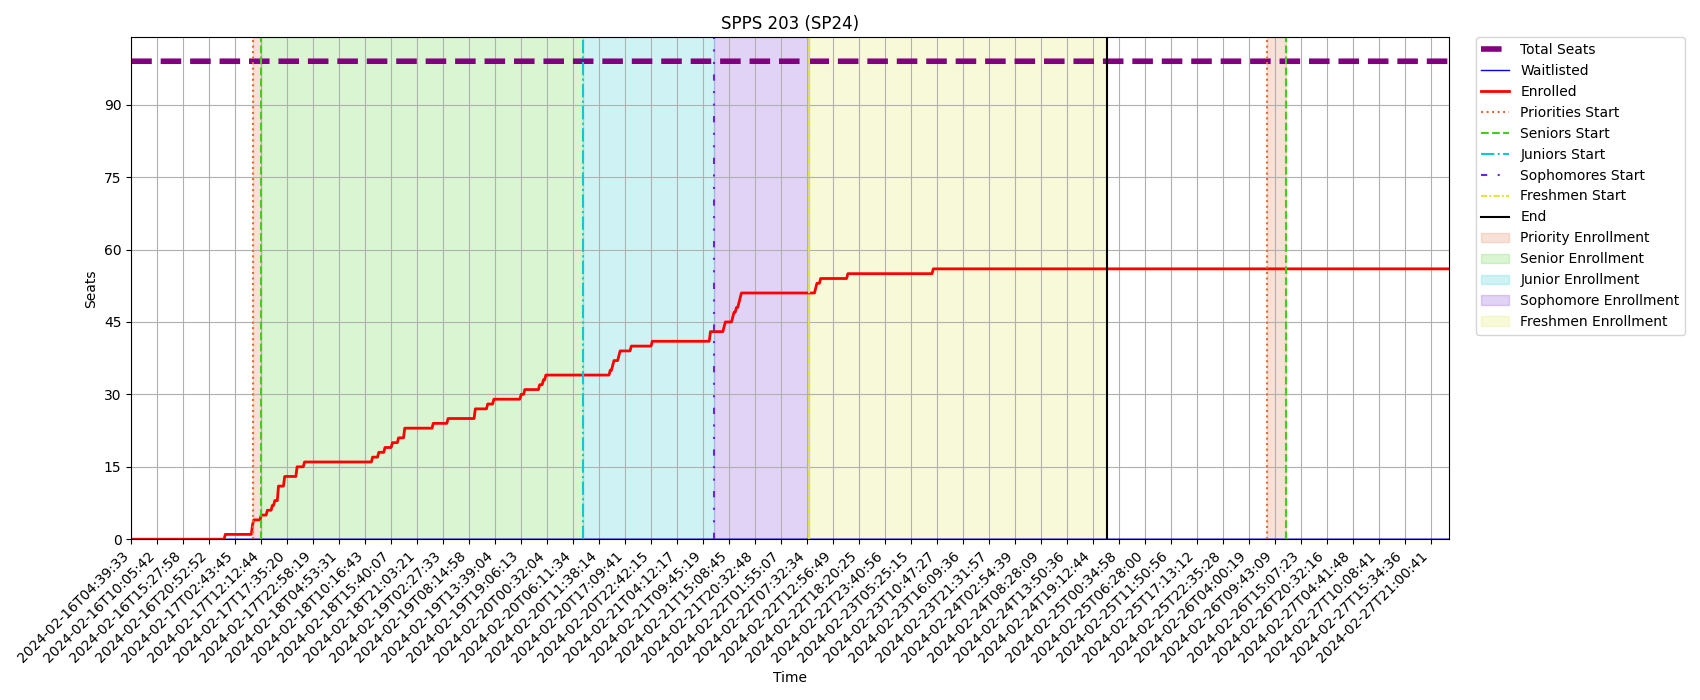 SPPS 203 (SP24)
Total Seats
Waitlisted
Enrolled
Priorities Start
Seniors Start
Juniors Start
Sophomores Start
Freshmen Start
End
Priority Enrollment
Senior Enrollment
Junior Enrollment
Sophomore Enrollment
Freshmen Enrollment
Seats
90
75
60
45
30
15
0
2024-02-16T04:39:33
2024-02-16T10:05:42
2024-02-16T15:27:58
2024-02-16T20:52:52
2024-02-17T02:43:45
2024-02-17T12:12:44
2024-02-17T17:35:20
2024-02-17T22:58:19
2024-02-18T04:53:31
2024-02-18T10:16:43
2024-02-18T15:40:07
2024-02-18T21:03:21
2024-02-19T02:27:33
2024-02-19T08:14:58
2024-02-19T13:39:04
2024-02-19T19:06:13
2024-02-20T00:32:04
2024-02-20T06:11:34
2024-02-20T11:38:14
2024-02-20T17:09:41
2024-02-20T22:42:15
2024-02-21T04:12:17
2024-02-21T09:45:19
2024-02-21T15:08:45
2024-02-21T20:32:48
2024-02-22T01:55:07
2024-02-22T07:32:34
2024-02-22T12:56:49
2024-02-22T18:20:25
2024-02-22T23:40:56
2024-02-23T05:25:15
2024-02-23T10:47:27
2024-02-23T16:09:36
2024-02-23T21:31:57
2024-02-24T02:54:39
2024-02-24T08:28:09
2024-02-24T13:50:36
2024-02-24T19:12:44
2024-02-25T00:34:58
2024-02-25T06:28:00
2024-02-25T11:50:56
2024-02-25T17:13:12
2024-02-25T22:35:28
2024-02-26T04:00:19
2024-02-26T09:43:09
2024-02-26T15:07:23
2024-02-26T20:32:16
2024-02-27T04:41:48
2024-02-27T10:08:41
2024-02-27T15:34:36
2024-02-27T21:00:41
Time